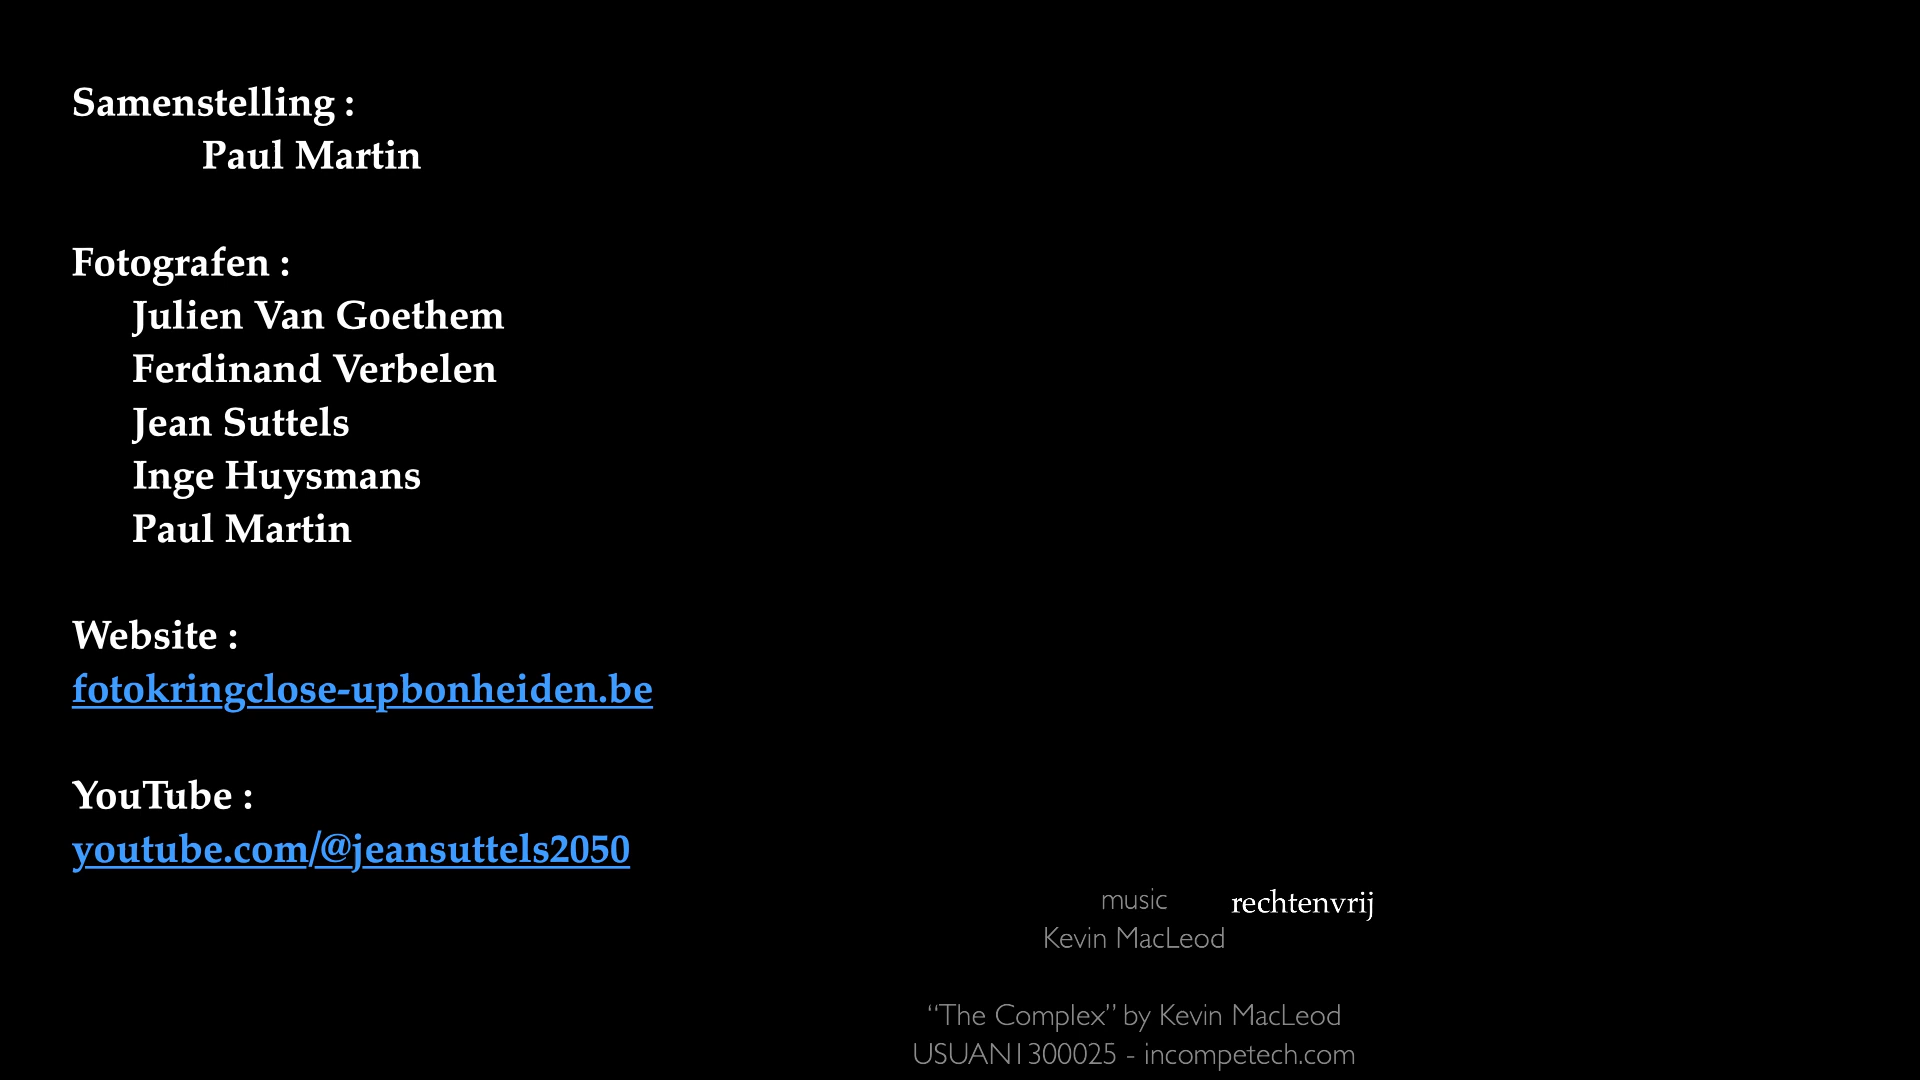 Samenstelling :
Paul Martin
Fotografen :
Julien Van Goethem
Ferdinand Verbelen
Jean Suttels
Inge Huysmans
Paul Martin
Website :
fotokringclose-upbonheiden.be
YouTube :
youtube.com/@jeansuttels2050
music rechtenvrij
Kevin MacLeod
“The Complex” by Kevin MacLeod
USUAN1300025 - incompetech.com